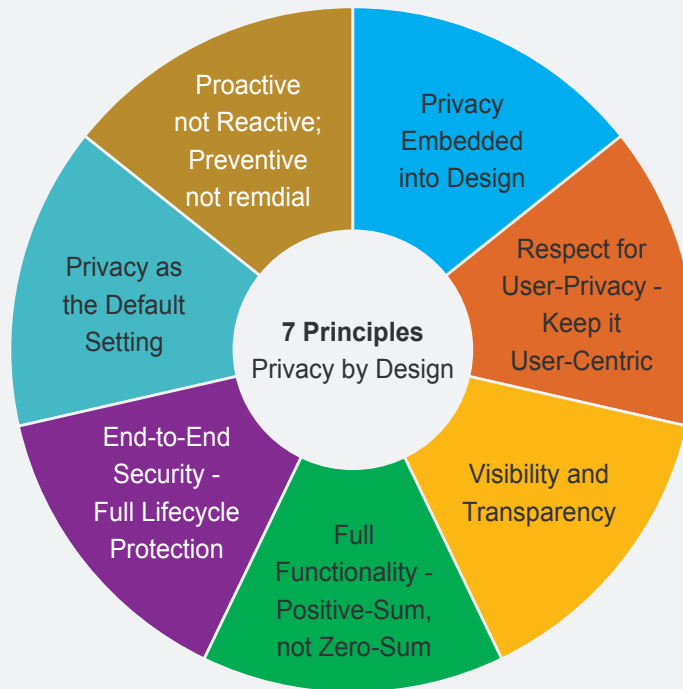 7 Principles
Privacy by Design
Privacy
Embedded
into Design
Respect for
User-Privacy -
Keep it
User-Centric
Visibility and
Transparency
Full
Functionality -
Positive-Sum,
not Zero-Sum
End-to-End
Security -
Full Lifecycle
Protection
Privacy as
the Default
Setting
Proactive
not Reactive;
Preventive
not remdial